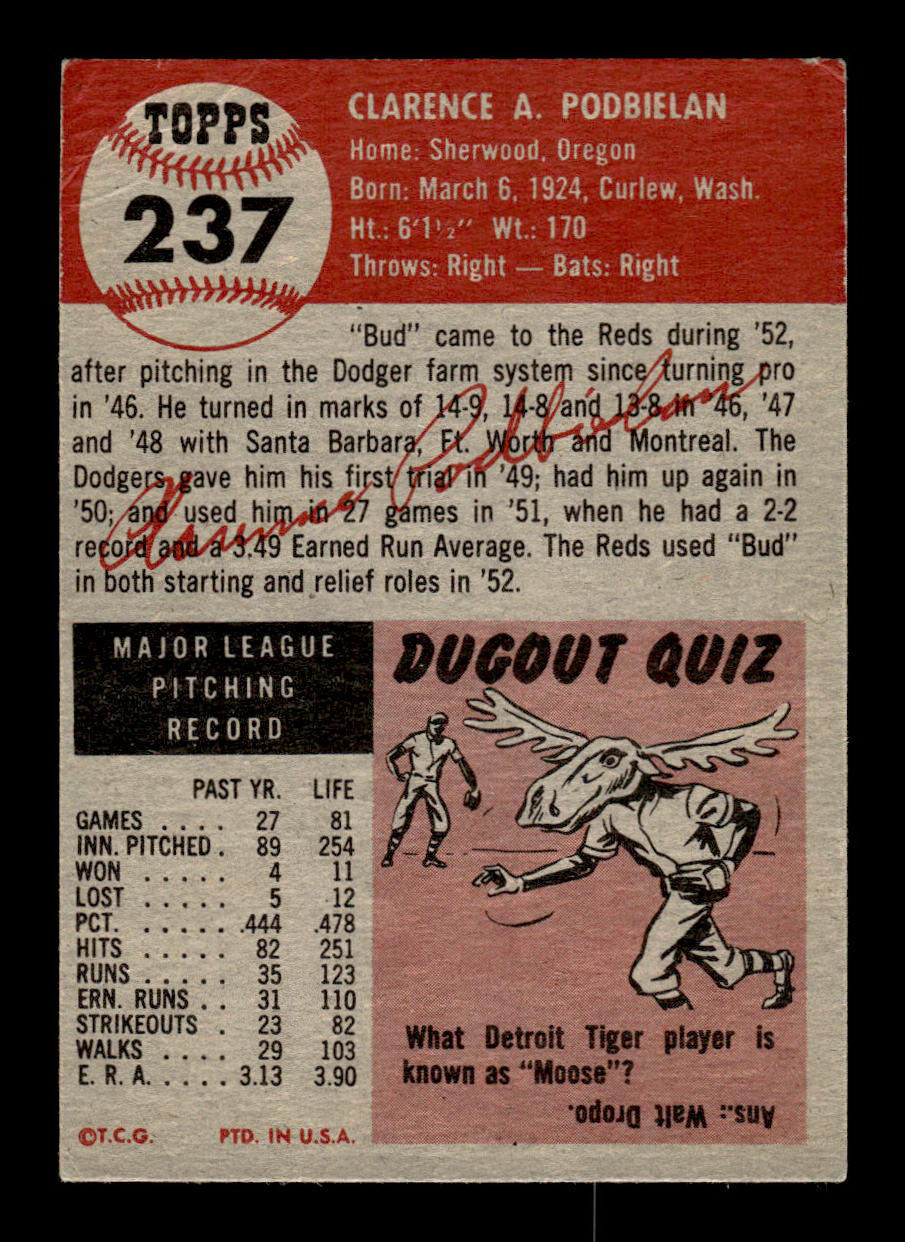 TOPPS
237
CLARENCE A. PODBIELAN
Home: Sherwood, Oregon
Born: March 6, 1924, Curlew, Wash.
Ht.: 6'1½" Wt.: 170
Throws: Right — Bats: Right
"Bud" came to the Reds during '52,
after pitching in the Dodger farm system since turning pro
in '46. He turned in marks of 14-9, 14-8 and 13-8 in '46, '47
and '48 with Santa Barbara, Ft. Worth and Montreal. The
Dodgers gave him his first trial in '49; had him up again in
'50; and used him in 27 games in '51, when he had a 2-2
record and a 3.49 Earned Run Average. The Reds used "Bud"
in both starting and relief roles in '52.
Clarence Podbielan
MAJOR LEAGUE
PITCHING
RECORD
PAST YR. LIFE
GAMES . . . . 27 81
INN. PITCHED . 89 254
WON . . . . . 4 11
LOST . . . . . 5 12
PCT. . . . . . .444 .478
HITS . . . . . 82 251
RUNS . . . . . 35 123
ERN. RUNS . . 31 110
STRIKEOUTS . 23 82
WALKS . . . . 29 103
E. R. A. . . . . . 3.13 3.90
©T.C.G. PTD. IN U.S.A.
DUGOUT QUIZ
What Detroit Tiger player is
known as "Moose"?
Ans.: Walt Dropo.